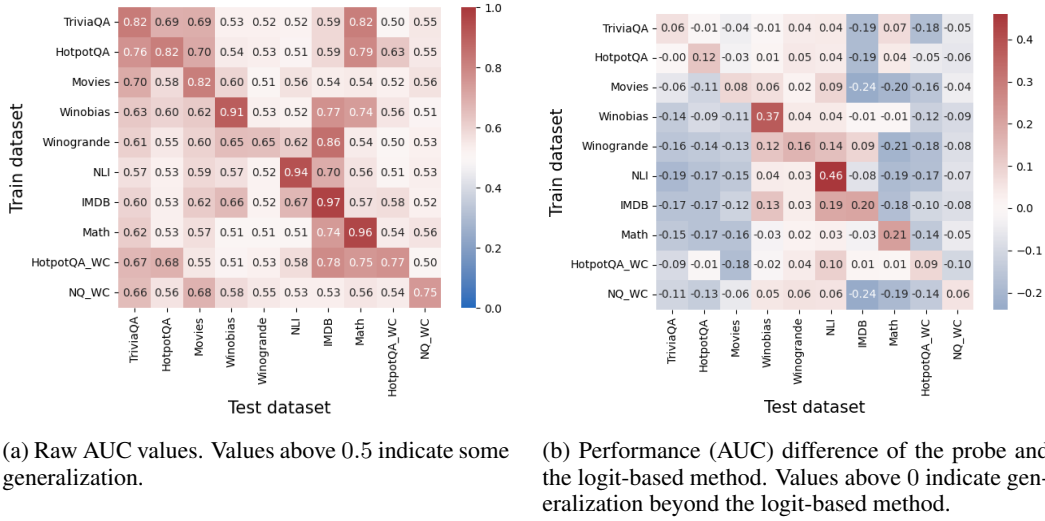 TriviaQA 0.82 0.69 0.69 0.53 0.52 0.52 0.59 0.82 0.50 0.55
HotpotQA 0.76 0.82 0.70 0.54 0.53 0.51 0.59 0.79 0.63 0.55
Movies 0.70 0.58 0.82 0.60 0.51 0.56 0.54 0.54 0.52 0.56
Winobias 0.63 0.60 0.62 0.91 0.53 0.52 0.77 0.74 0.56 0.51
Winogrande 0.61 0.55 0.60 0.65 0.65 0.62 0.86 0.54 0.50 0.53
NLI 0.57 0.53 0.59 0.57 0.52 0.94 0.70 0.56 0.51 0.53
IMDB 0.60 0.53 0.62 0.66 0.52 0.67 0.97 0.57 0.58 0.52
Math 0.62 0.53 0.57 0.51 0.51 0.51 0.74 0.96 0.54 0.56
HotpotQA_WC 0.67 0.68 0.55 0.51 0.53 0.58 0.78 0.75 0.77 0.50
NQ_WC 0.66 0.56 0.68 0.58 0.55 0.53 0.53 0.56 0.54 0.75
TriviaQA HotpotQA Movies Winobias Winogrande NLI IMDB Math HotpotQA_WC NQ_WC
Train dataset
Test dataset
1.0
0.8
0.6
0.4
0.2
0.0
TriviaQA 0.06 -0.01 -0.04 -0.01 0.04 0.04 -0.19 0.07 -0.18 -0.05
HotpotQA -0.00 0.12 -0.03 0.01 0.05 0.04 -0.19 0.04 -0.05 -0.06
Movies -0.06 -0.11 0.08 0.06 0.02 0.09 -0.24 -0.20 -0.16 -0.04
Winobias -0.14 -0.09 -0.11 0.37 0.04 0.04 -0.01 -0.01 -0.12 -0.09
Winogrande -0.16 -0.14 -0.13 0.12 0.16 0.14 0.09 -0.21 -0.18 -0.08
NLI -0.19 -0.17 -0.15 0.04 0.03 0.46 -0.08 -0.19 -0.17 -0.07
IMDB -0.17 -0.17 -0.12 0.13 0.03 0.19 0.20 -0.18 -0.10 -0.08
Math -0.15 -0.17 -0.16 -0.03 0.02 0.03 -0.03 0.21 -0.14 -0.05
HotpotQA_WC -0.09 -0.01 -0.18 -0.02 0.04 0.10 0.01 0.01 0.09 -0.10
NQ_WC -0.11 -0.13 -0.06 0.05 0.06 0.06 -0.24 -0.19 -0.14 0.06
TriviaQA HotpotQA Movies Winobias Winogrande NLI IMDB Math HotpotQA_WC NQ_WC
Train dataset
Test dataset
0.4
0.3
0.2
0.1
0.0
−0.1
−0.2
(a) Raw AUC values. Values above 0.5 indicate some
generalization.
(b) Performance (AUC) difference of the probe and
the logit-based method. Values above 0 indicate gen-
eralization beyond the logit-based method.